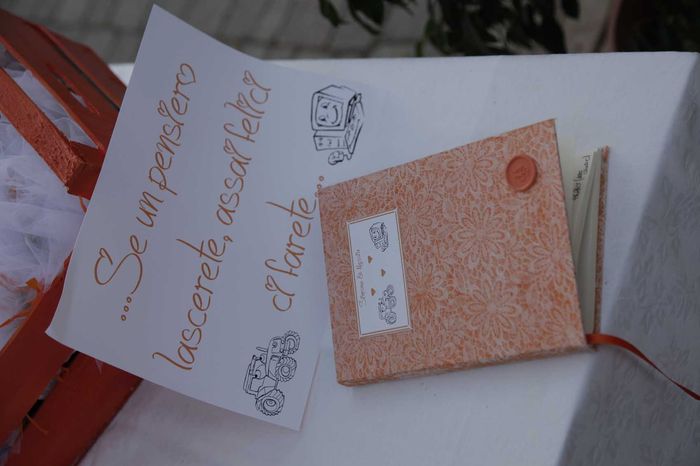 ...Se un pensiero
lascerete, assai felici
ci farete...